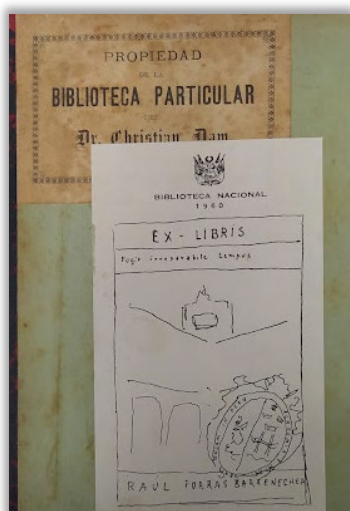 PROPIEDAD
DE LA
BIBLIOTECA PARTICULAR
DEL
Dr. Christian Dam
BIBLIOTECA NACIONAL
1960
EX-LIBRIS
Fugit irreparabile tempus
RAUL PORRAS BARRENECHEA